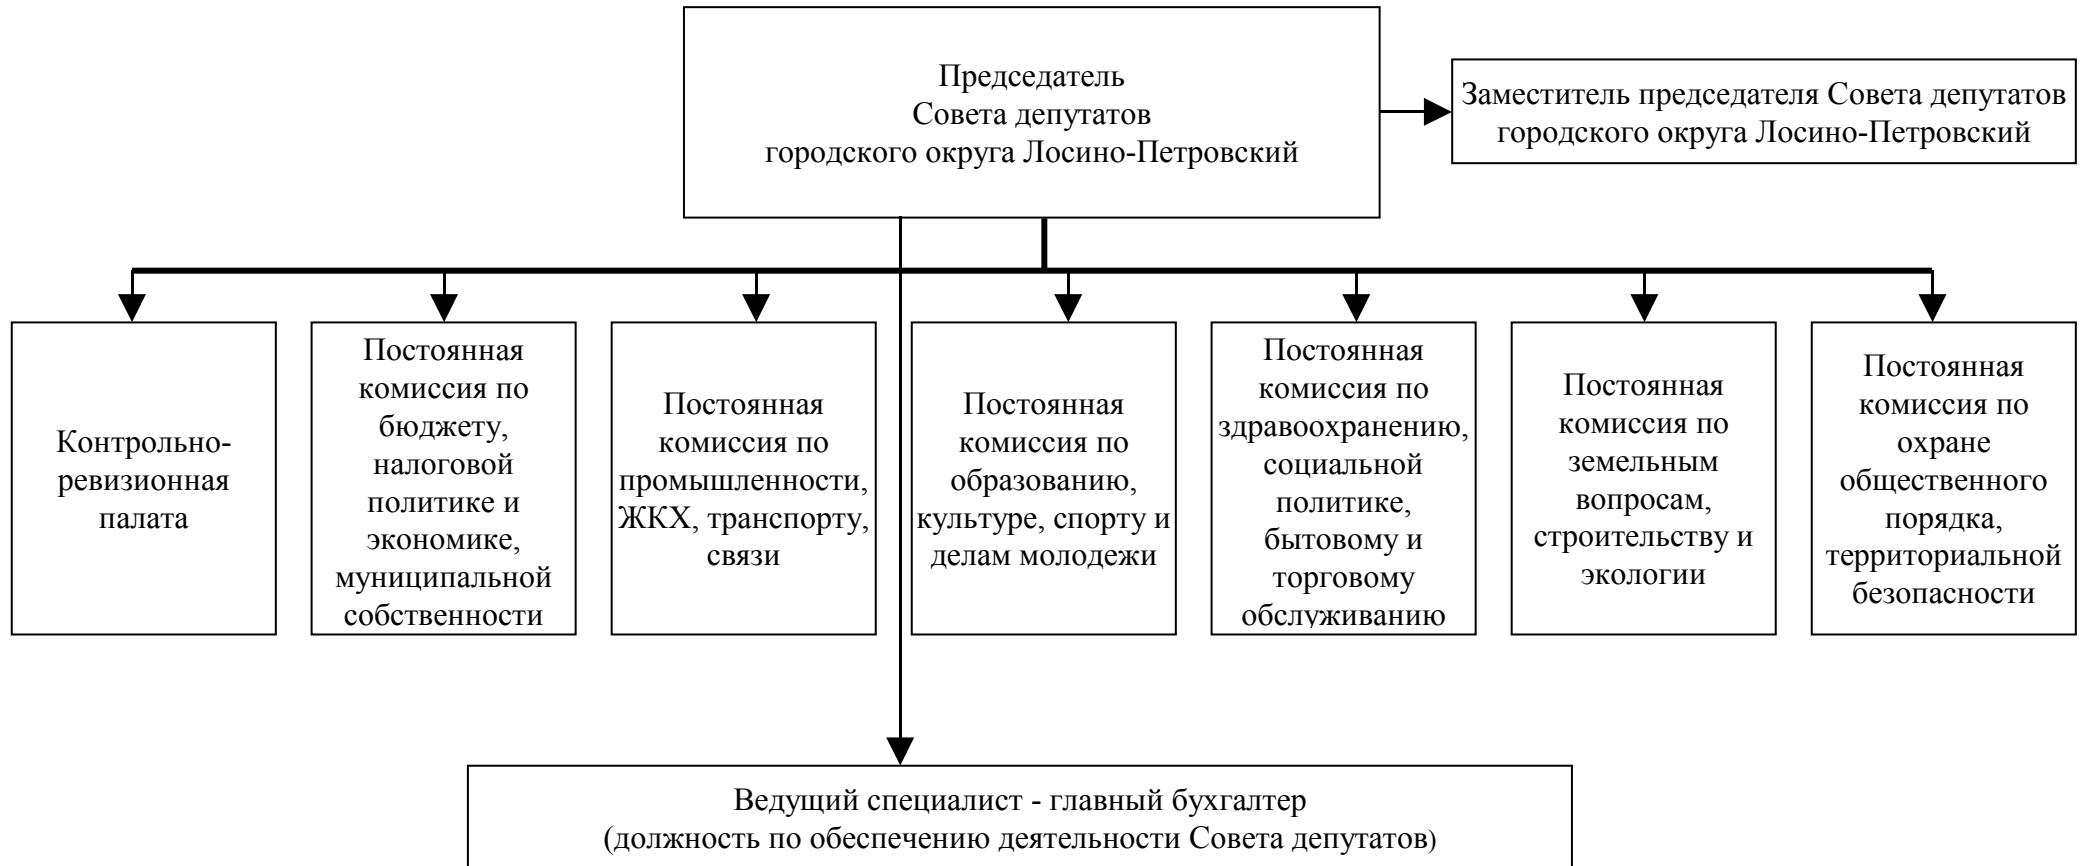 Председатель
Совета депутатов
городского округа Лосино-Петровский
Заместитель председателя Совета депутатов
городского округа Лосино-Петровский
Контрольно-
ревизионная
палата
Постоянная
комиссия по
бюджету,
налоговой
политике и
экономике,
муниципальной
собственности
Постоянная
комиссия по
промышленности,
ЖКХ, транспорту,
связи
Постоянная
комиссия по
образованию,
культуре, спорту и
делам молодежи
Постоянная
комиссия по
здравоохранению,
социальной
политике,
бытовому и
торговому
обслуживанию
Постоянная
комиссия по
земельным
вопросам,
строительству и
экологии
Постоянная
комиссия по
охране
общественного
порядка,
территориальной
безопасности
Ведущий специалист - главный бухгалтер
(должность по обеспечению деятельности Совета депутатов)